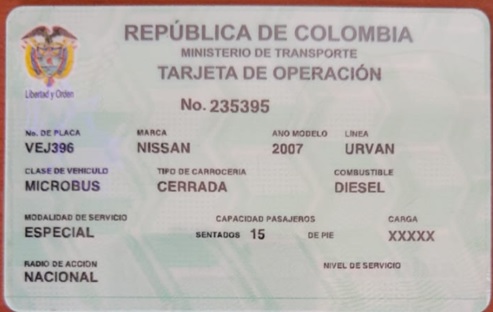 REPÚBLICA DE COLOMBIA
MINISTERIO DE TRANSPORTE
TARJETA DE OPERACIÓN
Libertad y Orden
No. 235395
No. DE PLACA MARCA ANO MODELO LÍNEA
VEJ396 NISSAN 2007 URVAN
CLASE DE VEHICULO TIPO DE CARROCERIA COMBUSTIBLE
MICROBUS CERRADA DIESEL
MODALIDAD DE SERVICIO CAPACIDAD PASAJEROS CARGA
ESPECIAL SENTADOS 15 DE PIE XXXXX
RADIO DE ACCIÓN NIVEL DE SERVICIO
NACIONAL